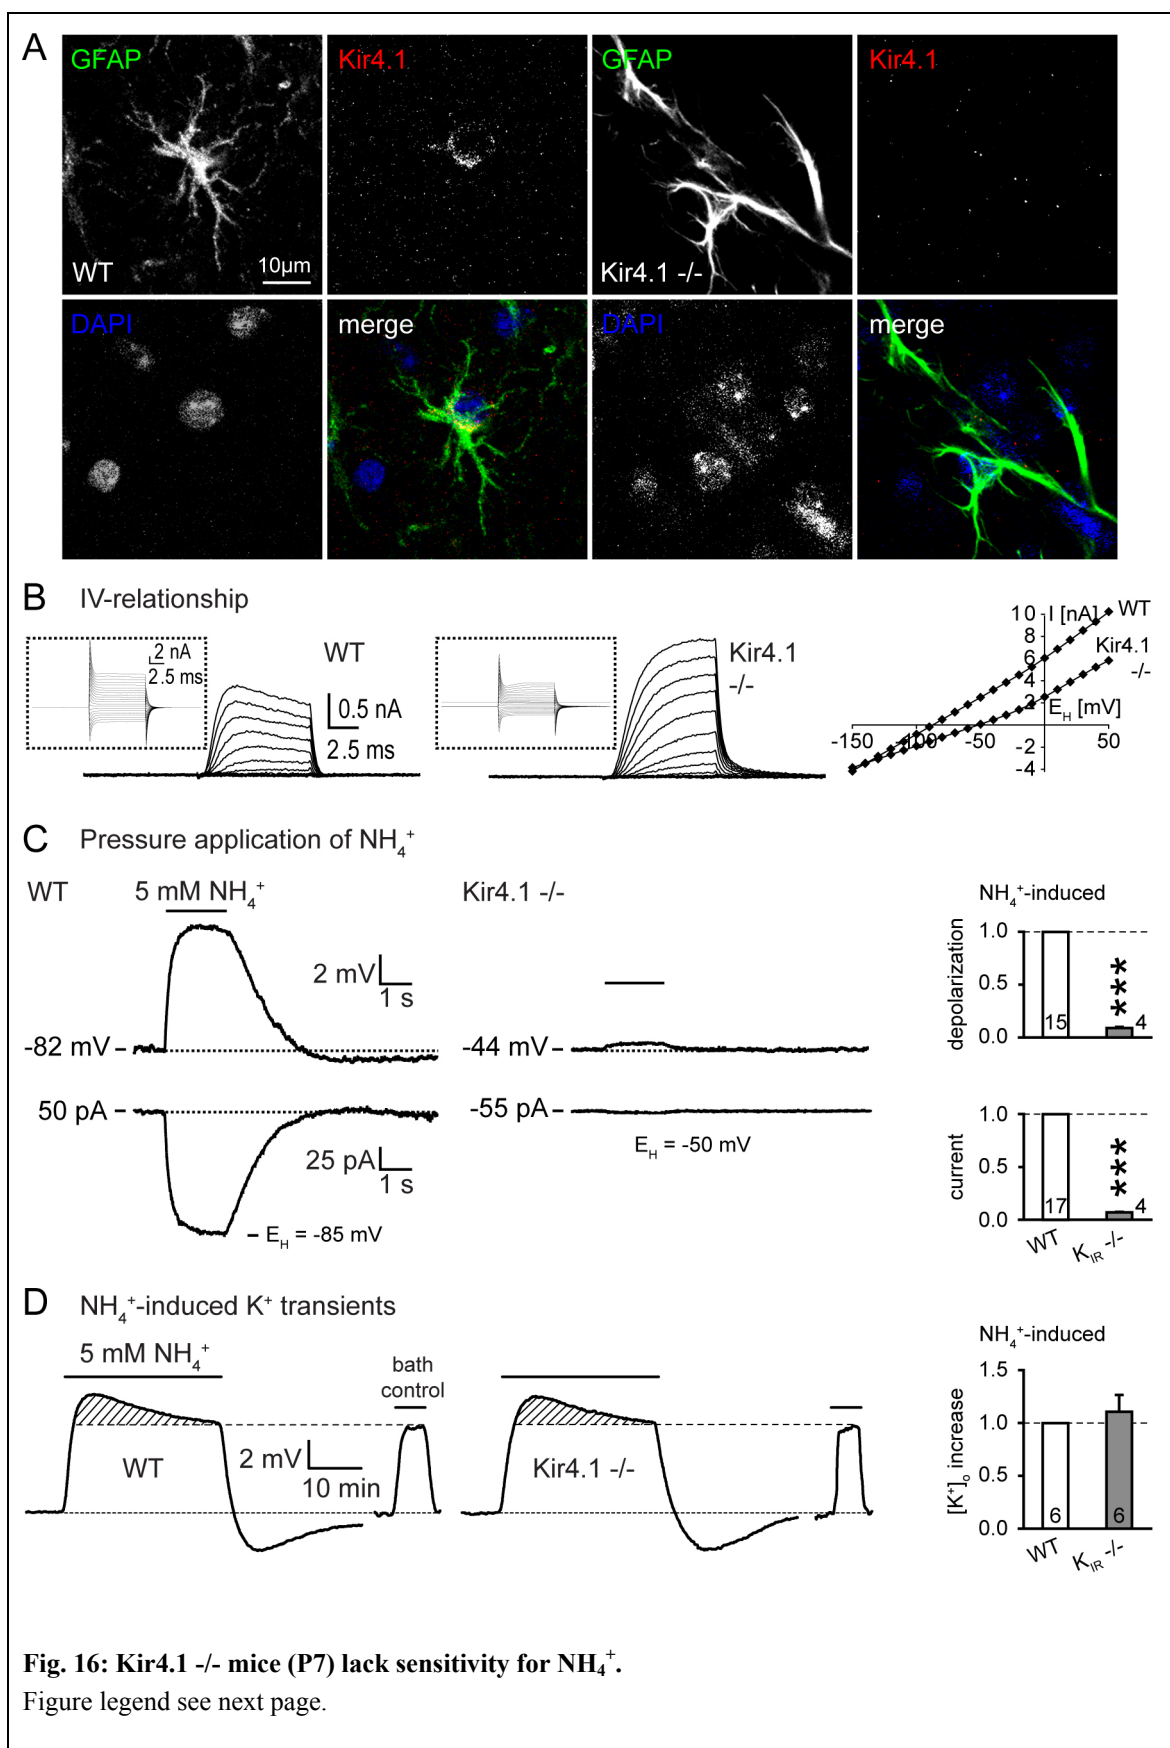 A
GFAP
Kir4.1
GFAP
Kir4.1
WT
10µm
Kir4.1 -/-
DAPI
merge
DAPI
merge
B IV-relationship
2 nA
2.5 ms
WT
0.5 nA
2.5 ms
Kir4.1
-/-
10
8
6
4
2
-2
-4
I [nA]
WT
Kir4.1
-/-
E_H [mV]
-150
-100
-50
50
C Pressure application of NH₄⁺
WT
5 mM NH₄⁺
Kir4.1 -/-
2 mV
1 s
-82 mV
-44 mV
50 pA
-55 pA
25 pA
1 s
E_H = -85 mV
E_H = -50 mV
NH₄⁺-induced
depolarization
1.0
0.5
0.0
15
***
4
current
1.0
0.5
0.0
17
***
4
WT
K_IR -/-
D NH₄⁺-induced K⁺ transients
5 mM NH₄⁺
bath
control
WT
2 mV
10 min
Kir4.1 -/-
NH₄⁺-induced
[K⁺]ₒ increase
1.5
1.0
0.5
0.0
6
6
WT
K_IR -/-
Fig. 16: Kir4.1 -/- mice (P7) lack sensitivity for NH₄⁺.
Figure legend see next page.